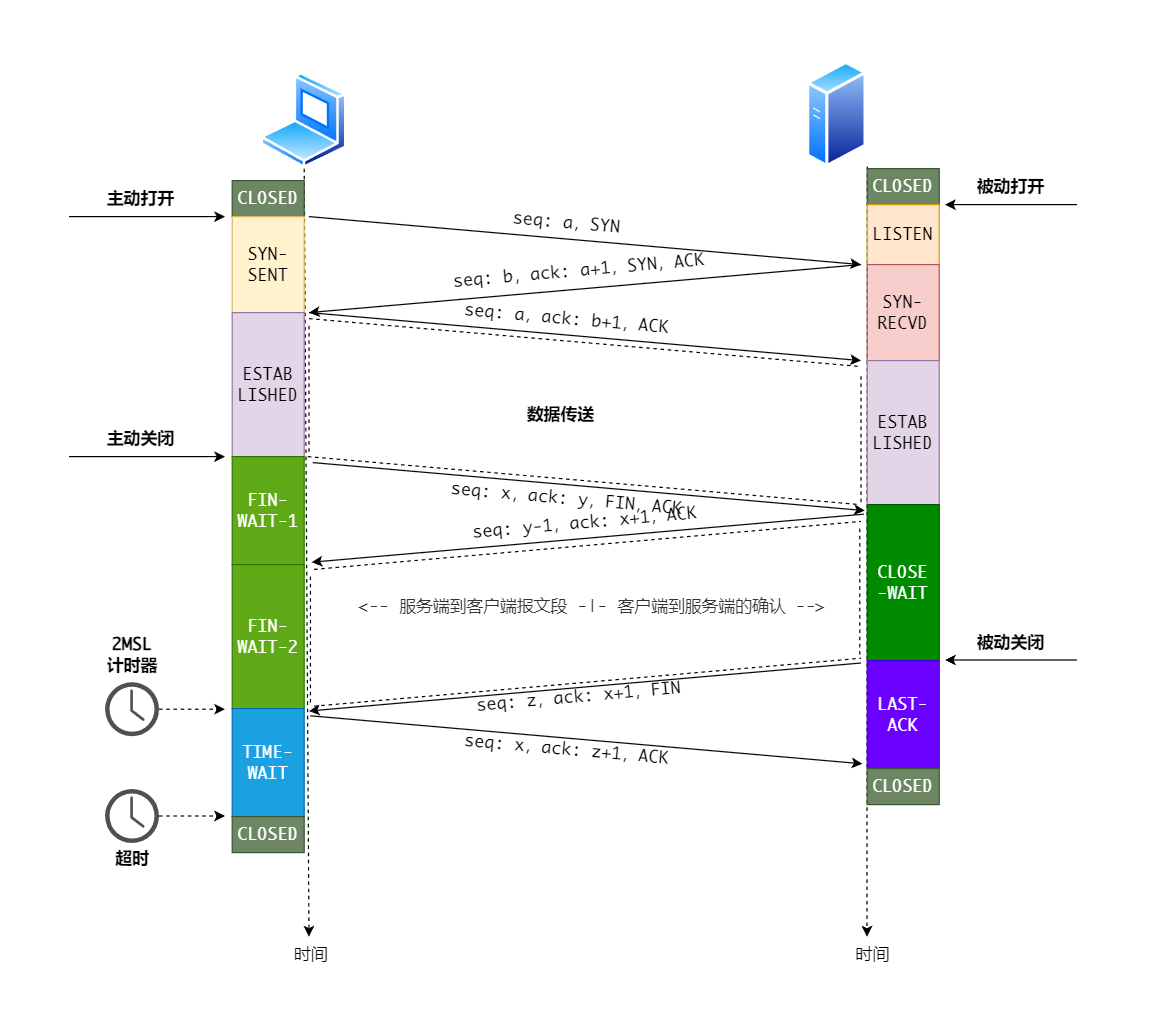 CLOSED
CLOSED
主动打开
被动打开
seq: a, SYN
LISTEN
SYN-
SENT
seq: b, ack: a+1, SYN, ACK
SYN-
RECVD
seq: a, ack: b+1, ACK
ESTAB
LISHED
数据传送
ESTAB
LISHED
主动关闭
seq: x, ack: y, FIN, ACK
FIN-
WAIT-1
seq: y-1, ack: x+1, ACK
CLOSE
-WAIT
<-- 服务端到客户端报文段 -|- 客户端到服务端的确认 -->
FIN-
WAIT-2
2MSL
计时器
被动关闭
seq: z, ack: x+1, FIN
LAST-
ACK
seq: x, ack: z+1, ACK
TIME-
WAIT
CLOSED
CLOSED
超时
时间
时间